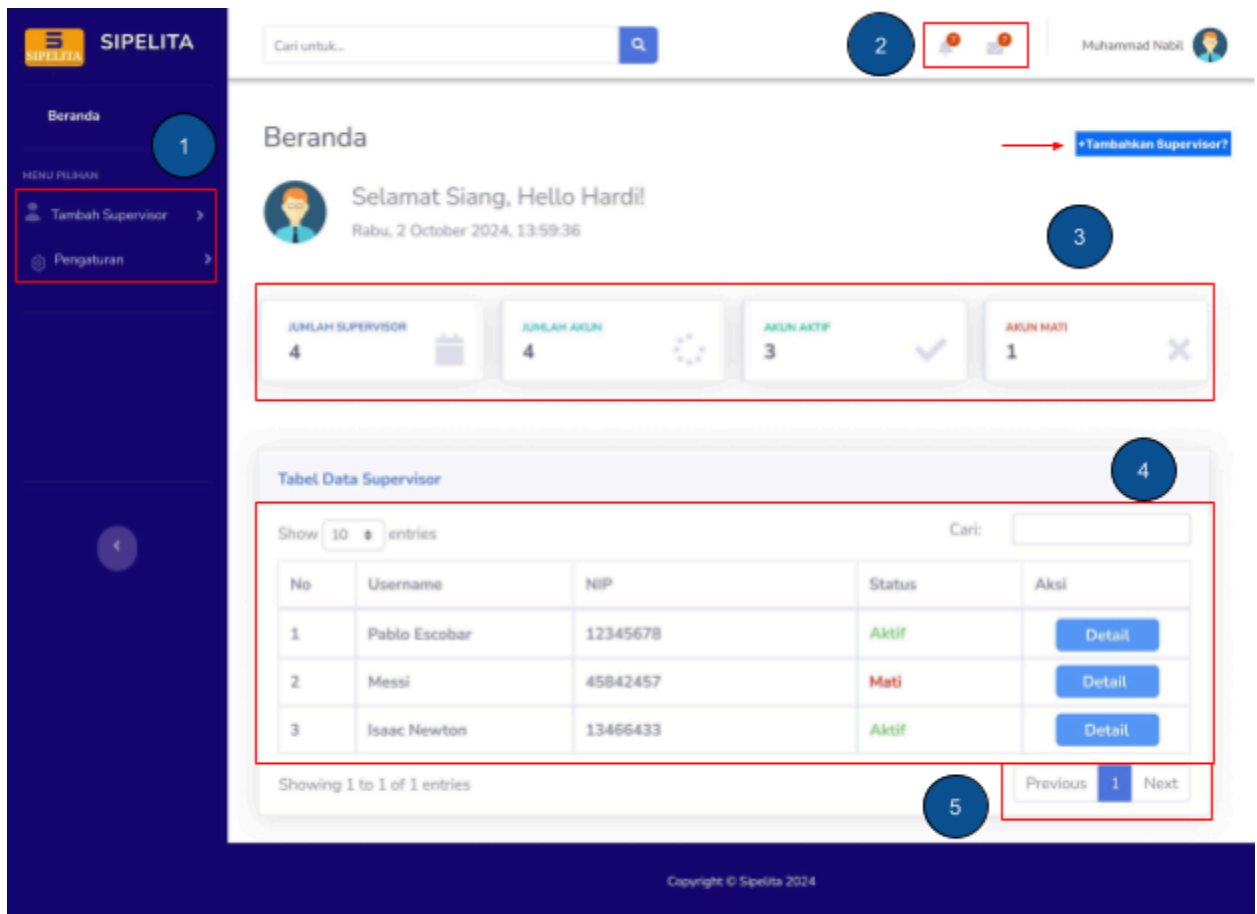 SIPELITA
SIPELITA
Cari untuk...
2
Muhammad Nabil
Beranda
1
MENU PILIHAN
Tambah Supervisor
Pengaturan
Beranda
+Tambahkan Supervisor?
Selamat Siang, Hello Hardi!
Rabu, 2 October 2024, 13:59:36
3
JUMLAH SUPERVISOR
4
JUMLAH AKUN
4
AKUN AKTIF
3
AKUN MATI
1
4
Tabel Data Supervisor
Show 10 entries
Cari:
No Username NIP Status Aksi
1 Pablo Escobar 12345678 Aktif Detail
2 Messi 45842457 Mati Detail
3 Isaac Newton 13466433 Aktif Detail
Showing 1 to 1 of 1 entries
Previous 1 Next
5
Copyright © Sipelita 2024